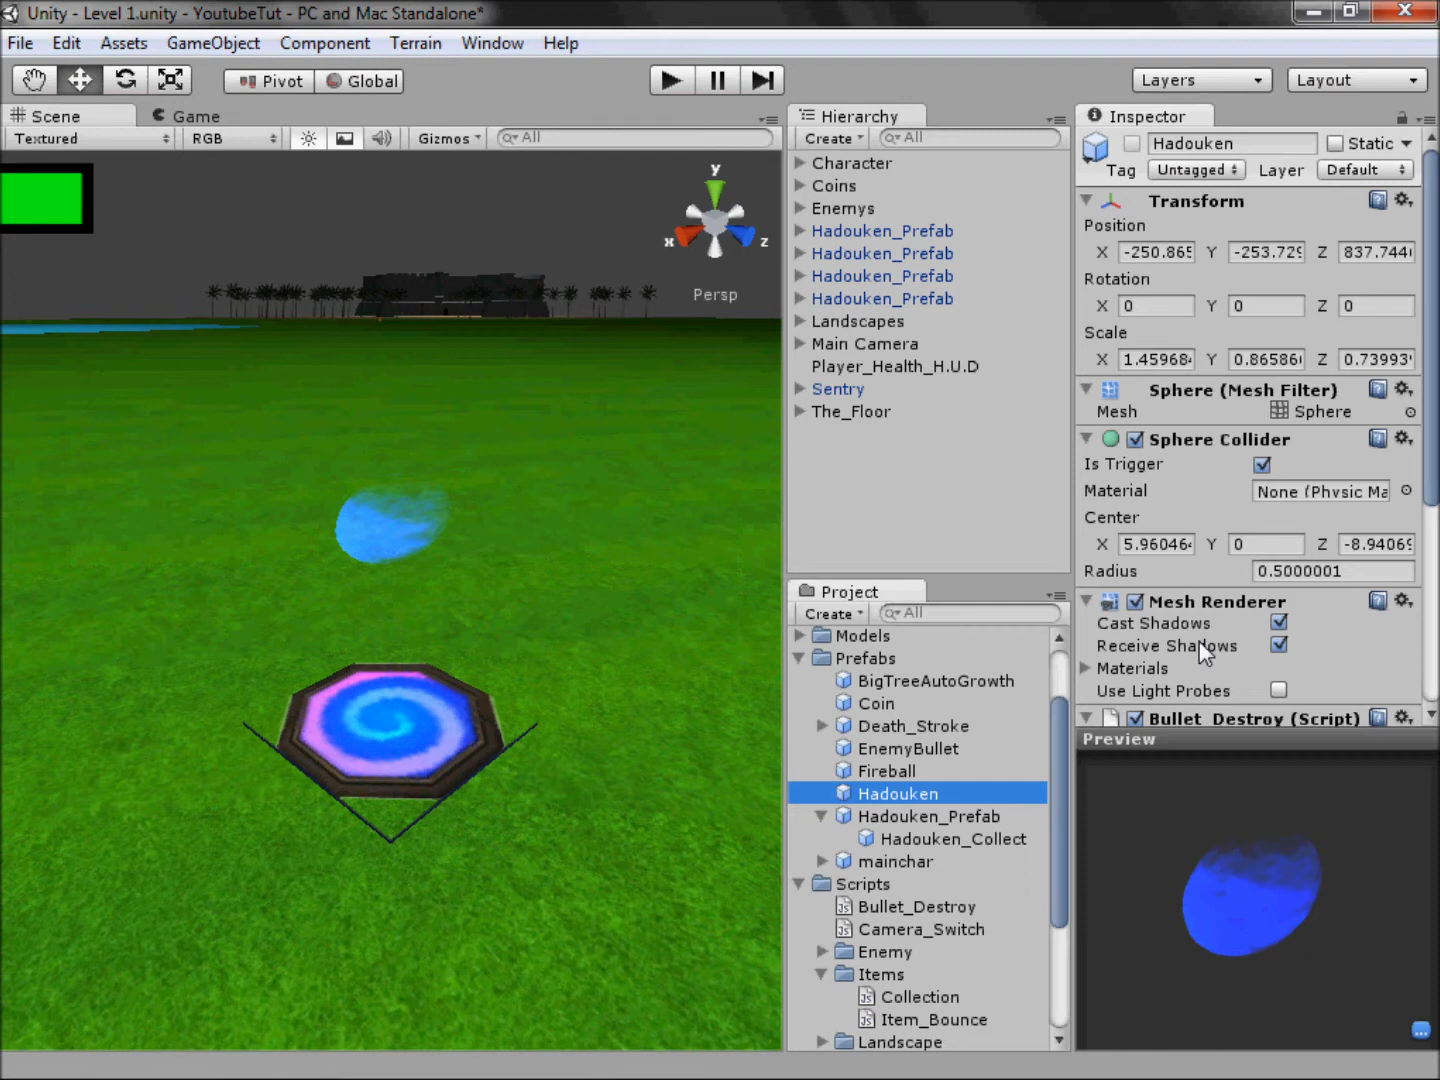 Unity - Level 1.unity - YoutubeTut - PC and Mac Standalone*
File Edit Assets GameObject Component Terrain Window Help
Pivot Global Layers Layout
Scene Game
Textured RGB Gizmos All
y
x z
Persp
Hierarchy
Create All
Character
Coins
Enemys
Hadouken_Prefab
Hadouken_Prefab
Hadouken_Prefab
Hadouken_Prefab
Landscapes
Main Camera
Player_Health_H.U.D
Sentry
The_Floor
Project
Create All
Models
Prefabs
BigTreeAutoGrowth
Coin
Death_Stroke
EnemyBullet
Fireball
Hadouken
Hadouken_Prefab
Hadouken_Collect
mainchar
Scripts
Bullet_Destroy
Camera_Switch
Enemy
Items
Collection
Item_Bounce
Landscape
Inspector
Hadouken Static
Tag Untagged Layer Default
Transform
Position
X -250.865 Y -253.729 Z 837.744
Rotation
X 0 Y 0 Z 0
Scale
X 1.45968 Y 0.86586 Z 0.73993
Sphere (Mesh Filter)
Mesh Sphere
Sphere Collider
Is Trigger
Material None (Physic Ma
Center
X 5.96046 Y 0 Z -8.94069
Radius 0.5000001
Mesh Renderer
Cast Shadows
Receive Shadows
Materials
Use Light Probes
Bullet_Destroy (Script)
Preview